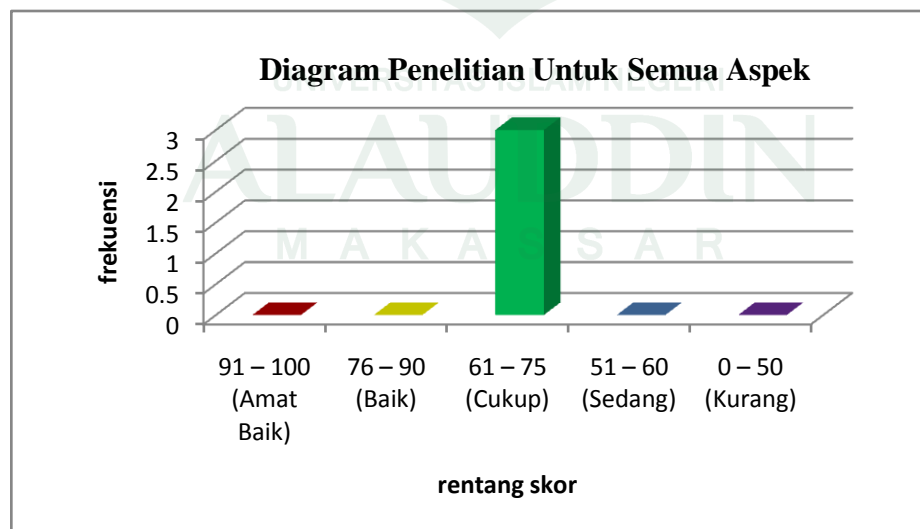 Diagram Penelitian Untuk Semua Aspek
UNIVERSITAS ISLAM NEGERI
ALAUDDIN
MAKASSAR
frekuensi
3
2.5
2
1.5
1
0.5
0
91 – 100 76 – 90 61 – 75 51 – 60 0 – 50
(Amat (Baik) (Cukup) (Sedang) (Kurang)
Baik)
rentang skor